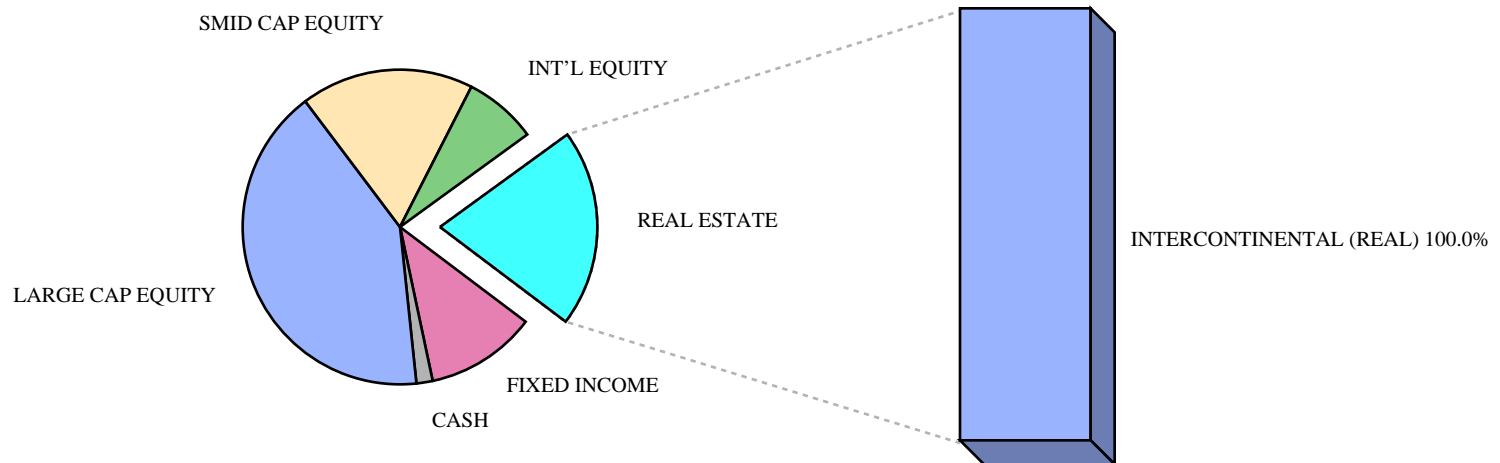 SMID CAP EQUITY
INT’L EQUITY
REAL ESTATE
INTERCONTINENTAL (REAL) 100.0%
LARGE CAP EQUITY
FIXED INCOME
CASH